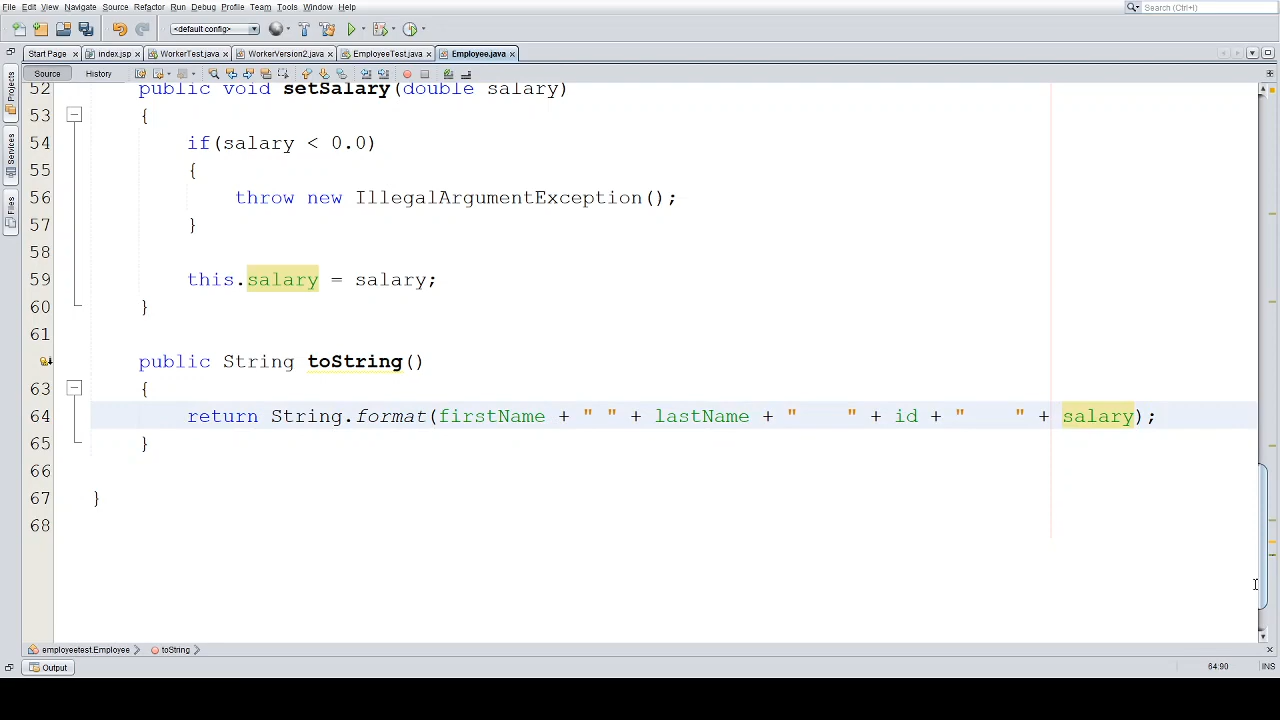 File Edit View Navigate Source Refactor Run Debug Profile Team Tools Window Help
Search (Ctrl+I)
<default config>
Start Page index.jsp WorkerTest.java WorkerVersion2.java EmployeeTest.java Employee.java
Source History
Projects
Services
Files
52 public void setSalary(double salary)
53 {
54 if(salary < 0.0)
55 {
56 throw new IllegalArgumentException();
57 }
58
59 this.salary = salary;
60 }
61
public String toString()
63 {
64 return String.format(firstName + " " + lastName + "    " + id + "    " + salary);
65 }
66
67 }
68
employeetest.Employee toString
Output
64:90 INS